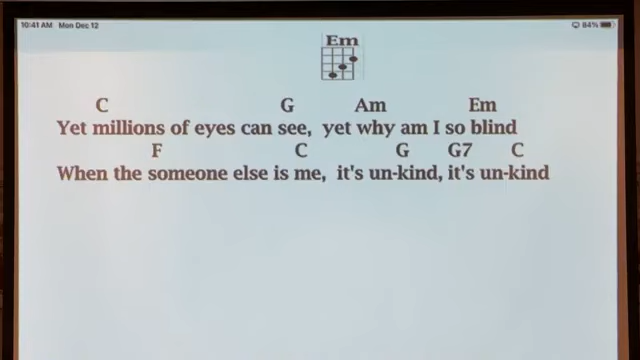 10:41 AM Mon Dec 12
84%
Em
C G Am Em
Yet millions of eyes can see, yet why am I so blind
F C G G7 C
When the someone else is me, it's un-kind, it's un-kind